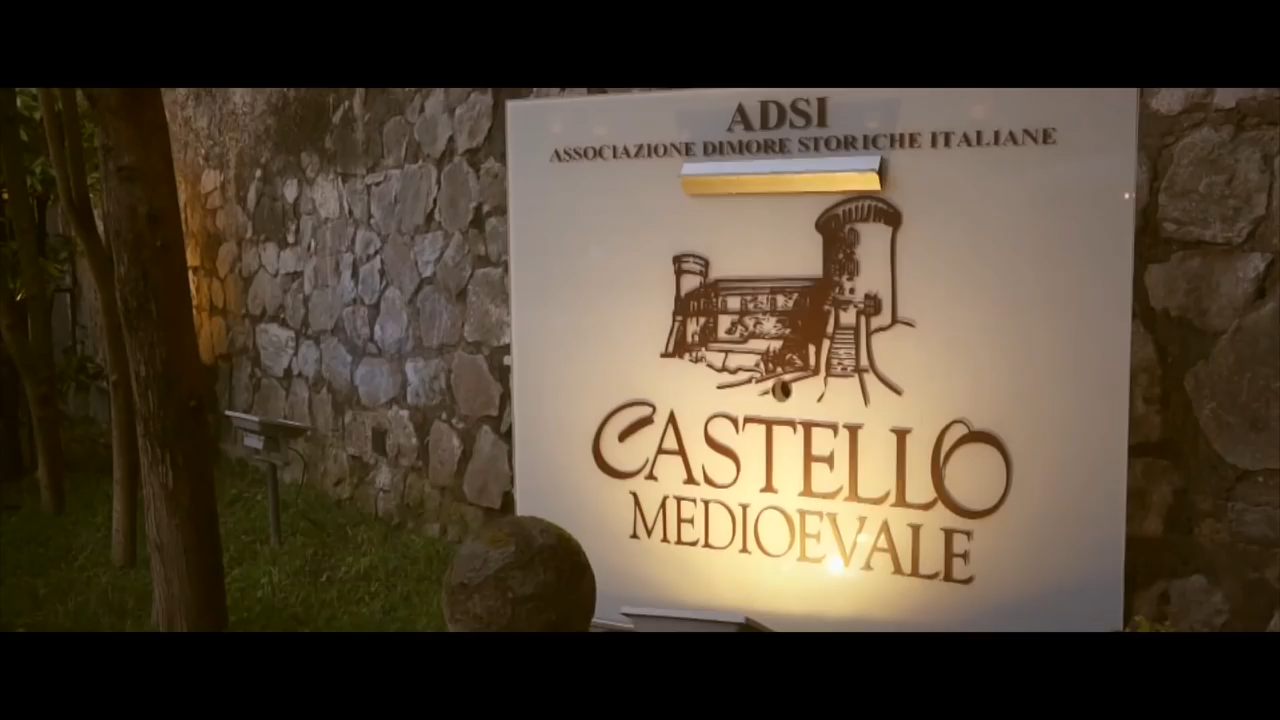 ADSI
ASSOCIAZIONE DIMORE STORICHE ITALIANE
CASTELLO
MEDIOEVALE